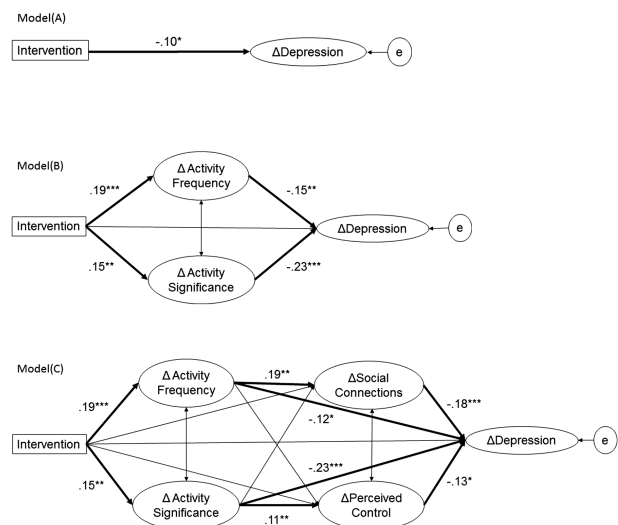 Model(A)
-.10*
Intervention
ΔDepression
e
Model(B)
Δ Activity
Frequency
.19***
-.15**
Intervention
ΔDepression
e
.15**
-.23***
Δ Activity
Significance
Model(C)
Δ Activity
Frequency
.19**
ΔSocial
Connections
.19***
-.12*
-.18***
Intervention
ΔDepression
e
-.23***
.15**
-.13*
Δ Activity
Significance
.11**
ΔPerceived
Control